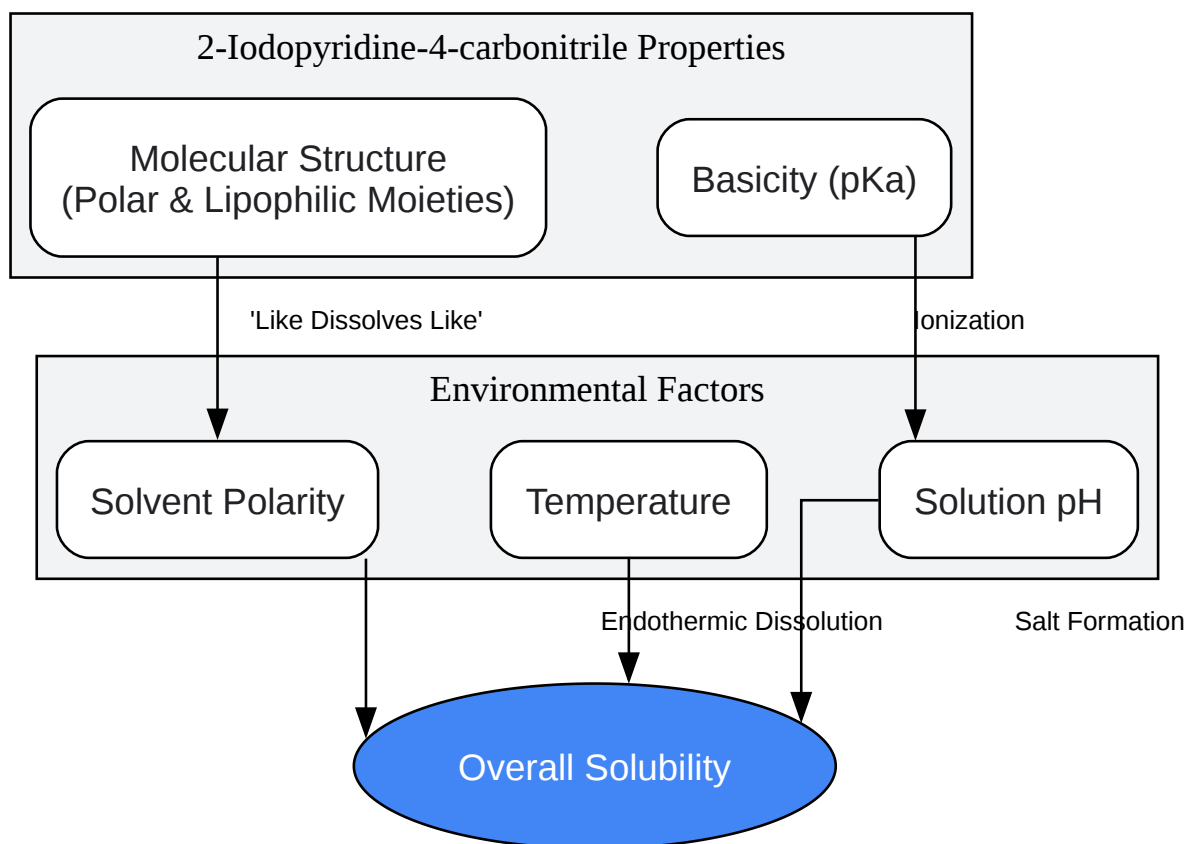 2-Iodopyridine-4-carbonitrile Properties
Molecular Structure
(Polar & Lipophilic Moieties)
Basicity (pKa)
'Like Dissolves Like'
Ionization
Environmental Factors
Solvent Polarity
Temperature
Solution pH
Endothermic Dissolution
Salt Formation
Overall Solubility